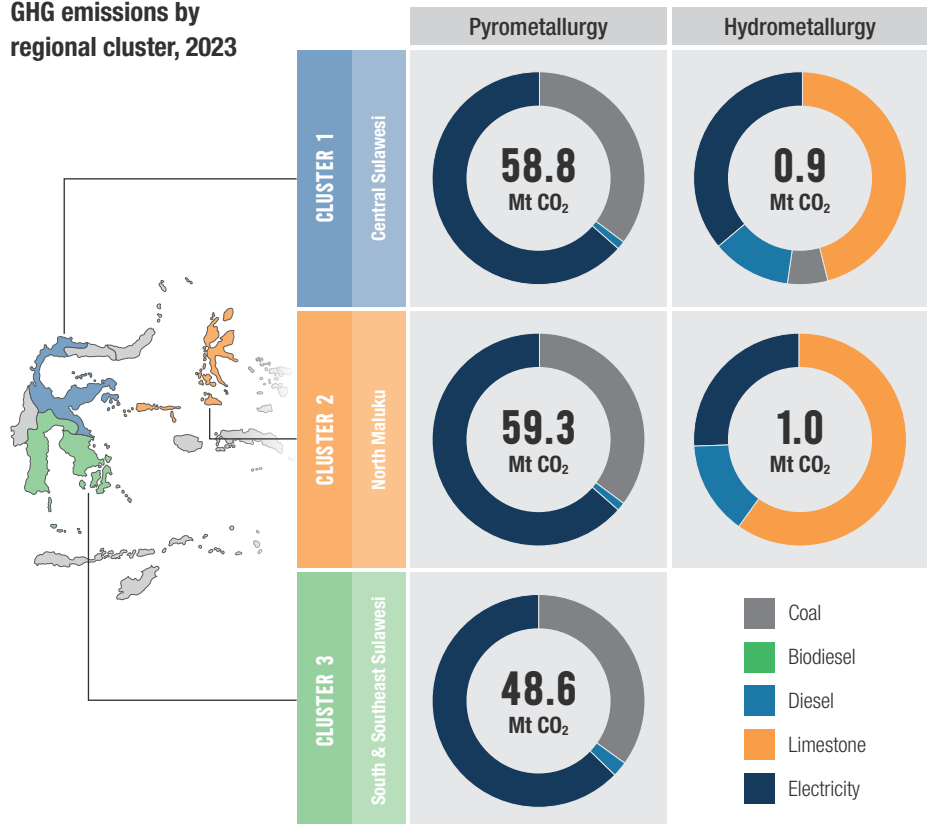 GHG emissions by
regional cluster, 2023
Pyrometallurgy
Hydrometallurgy
CLUSTER 1
Central Sulawesi
58.8
Mt CO₂
0.9
Mt CO₂
CLUSTER 2
North Maluku
59.3
Mt CO₂
1.0
Mt CO₂
CLUSTER 3
South & Southeast Sulawesi
48.6
Mt CO₂
Coal
Biodiesel
Diesel
Limestone
Electricity